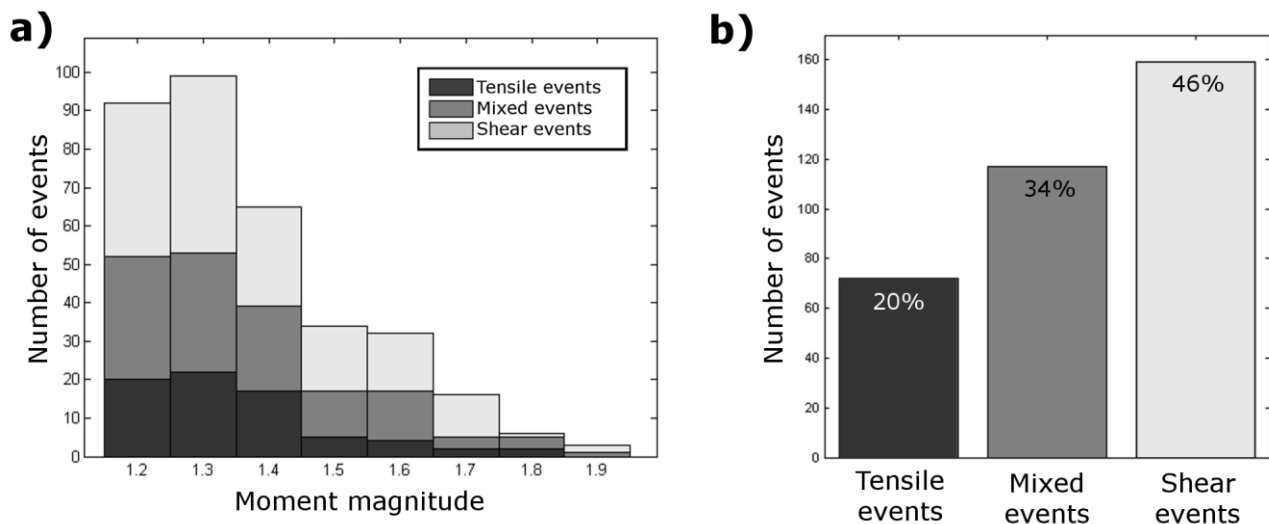 a)
Number of events
100
90
80
70
60
50
40
30
20
10
0
Tensile events
Mixed events
Shear events
1.2 1.3 1.4 1.5 1.6 1.7 1.8 1.9
Moment magnitude
b)
Number of events
160
140
120
100
80
60
40
20
0
20%
34%
46%
Tensile events
Mixed events
Shear events